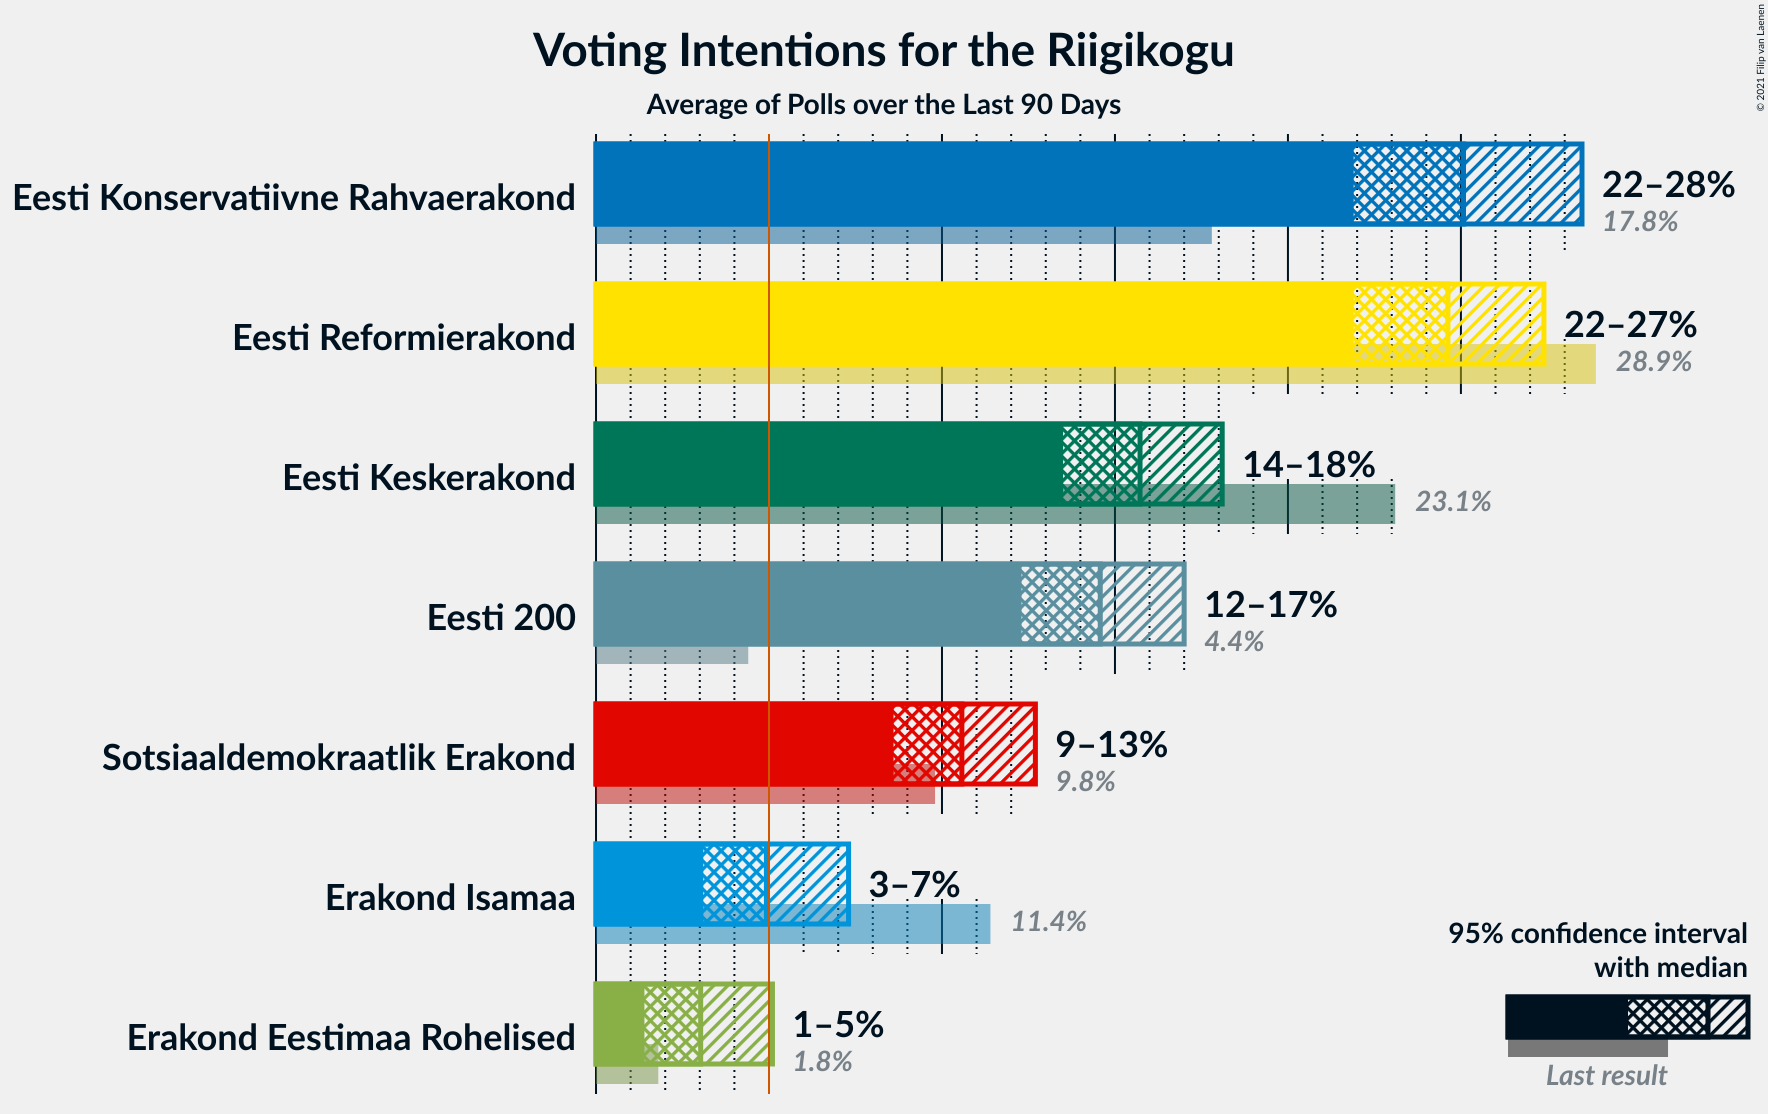 Voting Intentions for the Riigikogu
Average of Polls over the Last 90 Days
© 2021 Filip van Laenen
Eesti Konservatiivne Rahvaerakond
22–28%
17.8%
Eesti Reformierakond
22–27%
28.9%
Eesti Keskerakond
14–18%
23.1%
Eesti 200
12–17%
4.4%
Sotsiaaldemokraatlik Erakond
9–13%
9.8%
Erakond Isamaa
3–7%
11.4%
Erakond Eestimaa Rohelised
1–5%
1.8%
95% confidence interval
with median
Last result